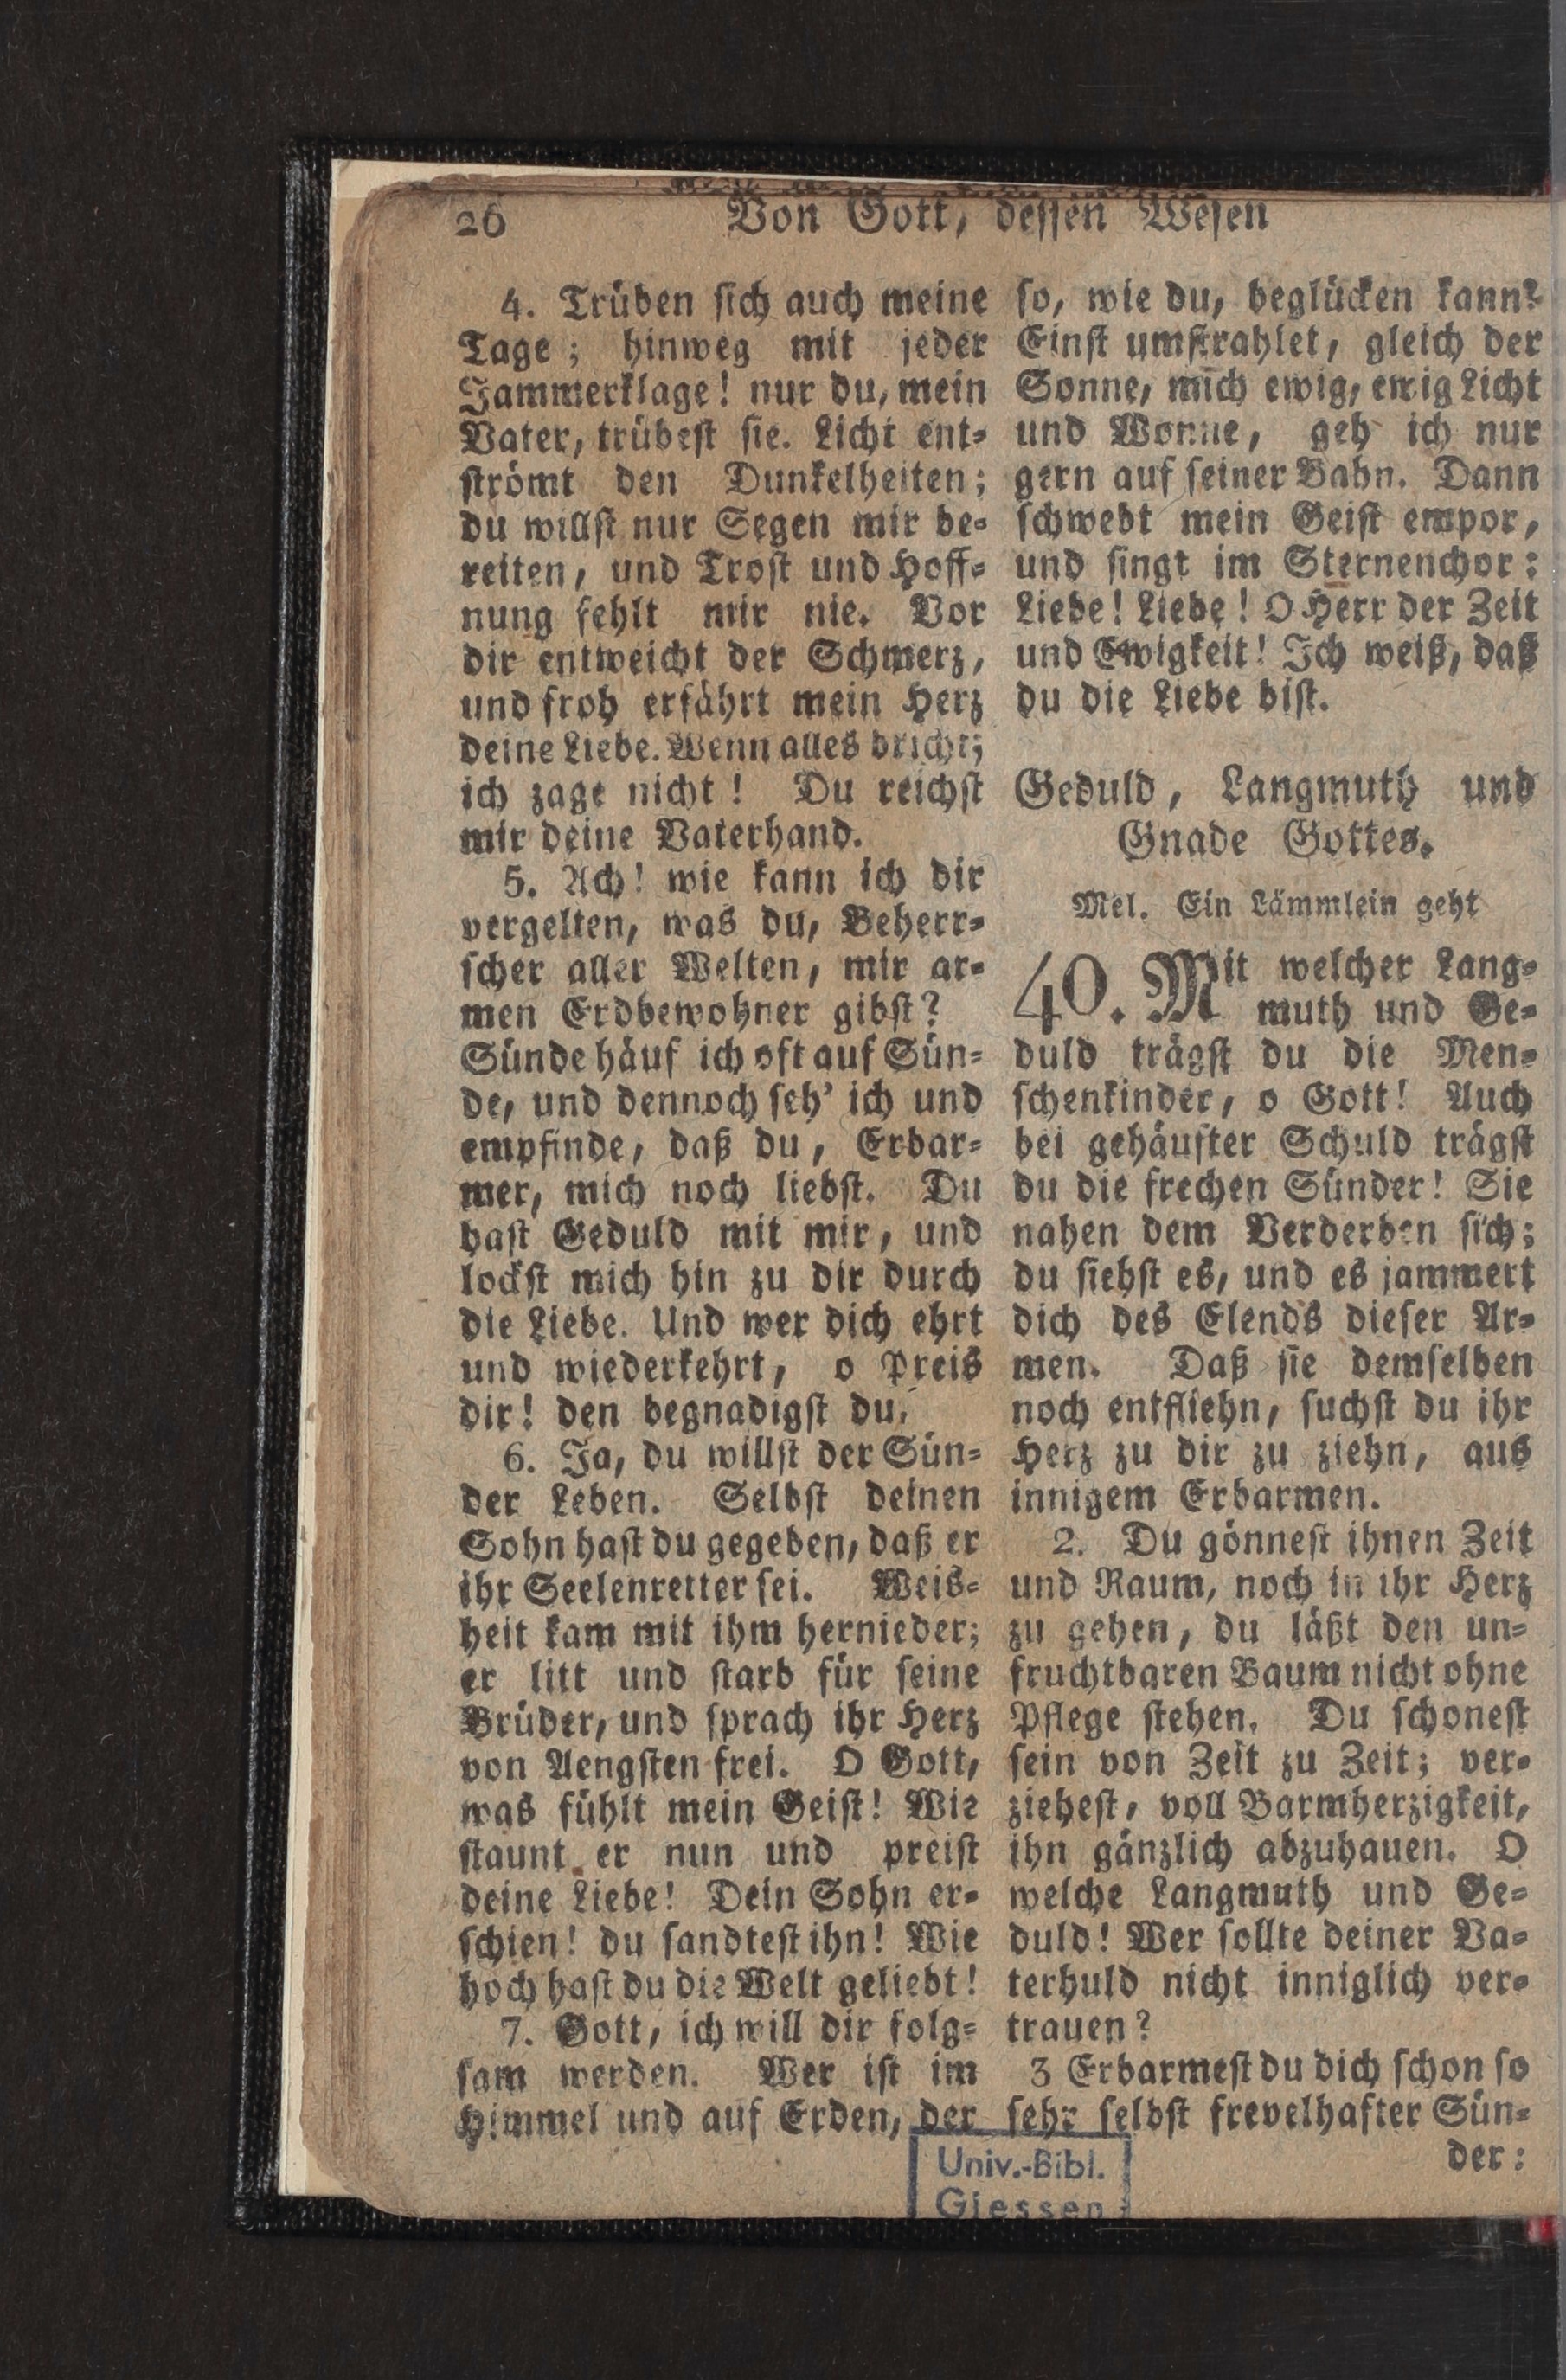 26 Von Gott, dessen Wesen
4. Trüben sich auch meine
Tage; hinweg mit jeder
Jammerklage! nur du, mein
Vater, trübest sie. Licht ent-
strömt den Dunkelheiten;
du willst nur Segen mir be-
reiten, und Trost und Hoff-
nung fehlt mir nie. Vor
dir entweicht der Schmerz,
und froh erfährt mein Herz
deine Liebe. Wenn alles bricht;
ich zage nicht! Du reichst
mir deine Vaterhand.
5. Ach! wie kann ich dir
vergelten, was du, Beherr-
scher aller Welten, mir ar-
men Erdbewohner gibst?
Sünde häuf ich oft auf Sün-
de, und dennoch seh' ich und
empfinde, daß du, Erbar-
mer, mich noch liebst. Du
hast Geduld mit mir, und
lockst mich hin zu dir durch
die Liebe. Und wer dich ehrt
und wiederkehrt, o Preis
dir! den begnadigst du.
6. Ja, du willst der Sün-
der Leben. Selbst deinen
Sohn hast du gegeben, daß er
ihr Seelenretter sei. Weis-
heit kam mit ihm hernieder;
er litt und starb für seine
Brüder, und sprach ihr Herz
von Aengsten frei. O Gott,
was fühlt mein Geist! Wie
staunt er nun und preist
deine Liebe! Dein Sohn er-
schien! du sandtest ihn! Wie
hoch hast du die Welt geliebt!
7. Gott, ich will dir folg-
sam werden. Wer ist im
Himmel und auf Erden, der
so, wie du, beglücken kann?
Einst umstrahlet, gleich der
Sonne, mich ewig, ewig Licht
und Wonne, geh ich nur
gern auf seiner Bahn. Dann
schwebt mein Geist empor,
und singt im Sternenchor:
Liebe! Liebe! O Herr der Zeit
und Ewigkeit! Ich weiß, daß
du die Liebe bist.
Geduld, Langmuth und
Gnade Gottes.
Mel. Ein Lämmlein geht
40. Mit welcher Lang-
muth und Ge-
duld trägst du die Men-
schenkinder, o Gott! Auch
bei gehäufter Schuld trägst
du die frechen Sünder! Sie
nahen dem Verderben sich;
du siehst es, und es jammert
dich des Elends dieser Ar-
men. Daß sie demselben
noch entfliehn, suchst du ihr
Herz zu dir zu ziehn, aus
innigem Erbarmen.
2. Du gönnest ihnen Zeit
und Raum, noch in ihr Herz
zu gehen, du läßt den un-
fruchtbaren Baum nicht ohne
Pflege stehen. Du schonest
sein von Zeit zu Zeit; ver-
ziehest, voll Barmherzigkeit,
ihn gänzlich abzuhauen. O
welche Langmuth und Ge-
duld! Wer sollte deiner Va-
terhuld nicht inniglich ver-
trauen?
3 Erbarmest du dich schon so
sehr selbst frevelhafter Sün-
der:
Univ.-Bibl.
Giessen